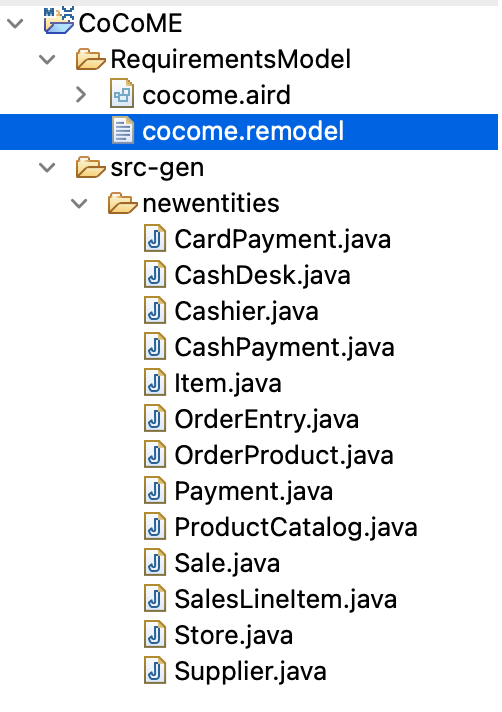 CoCoME
RequirementsModel
cocome.aird
cocome.remodel
src-gen
newentities
CardPayment.java
CashDesk.java
Cashier.java
CashPayment.java
Item.java
OrderEntry.java
OrderProduct.java
Payment.java
ProductCatalog.java
Sale.java
SalesLineItem.java
Store.java
Supplier.java